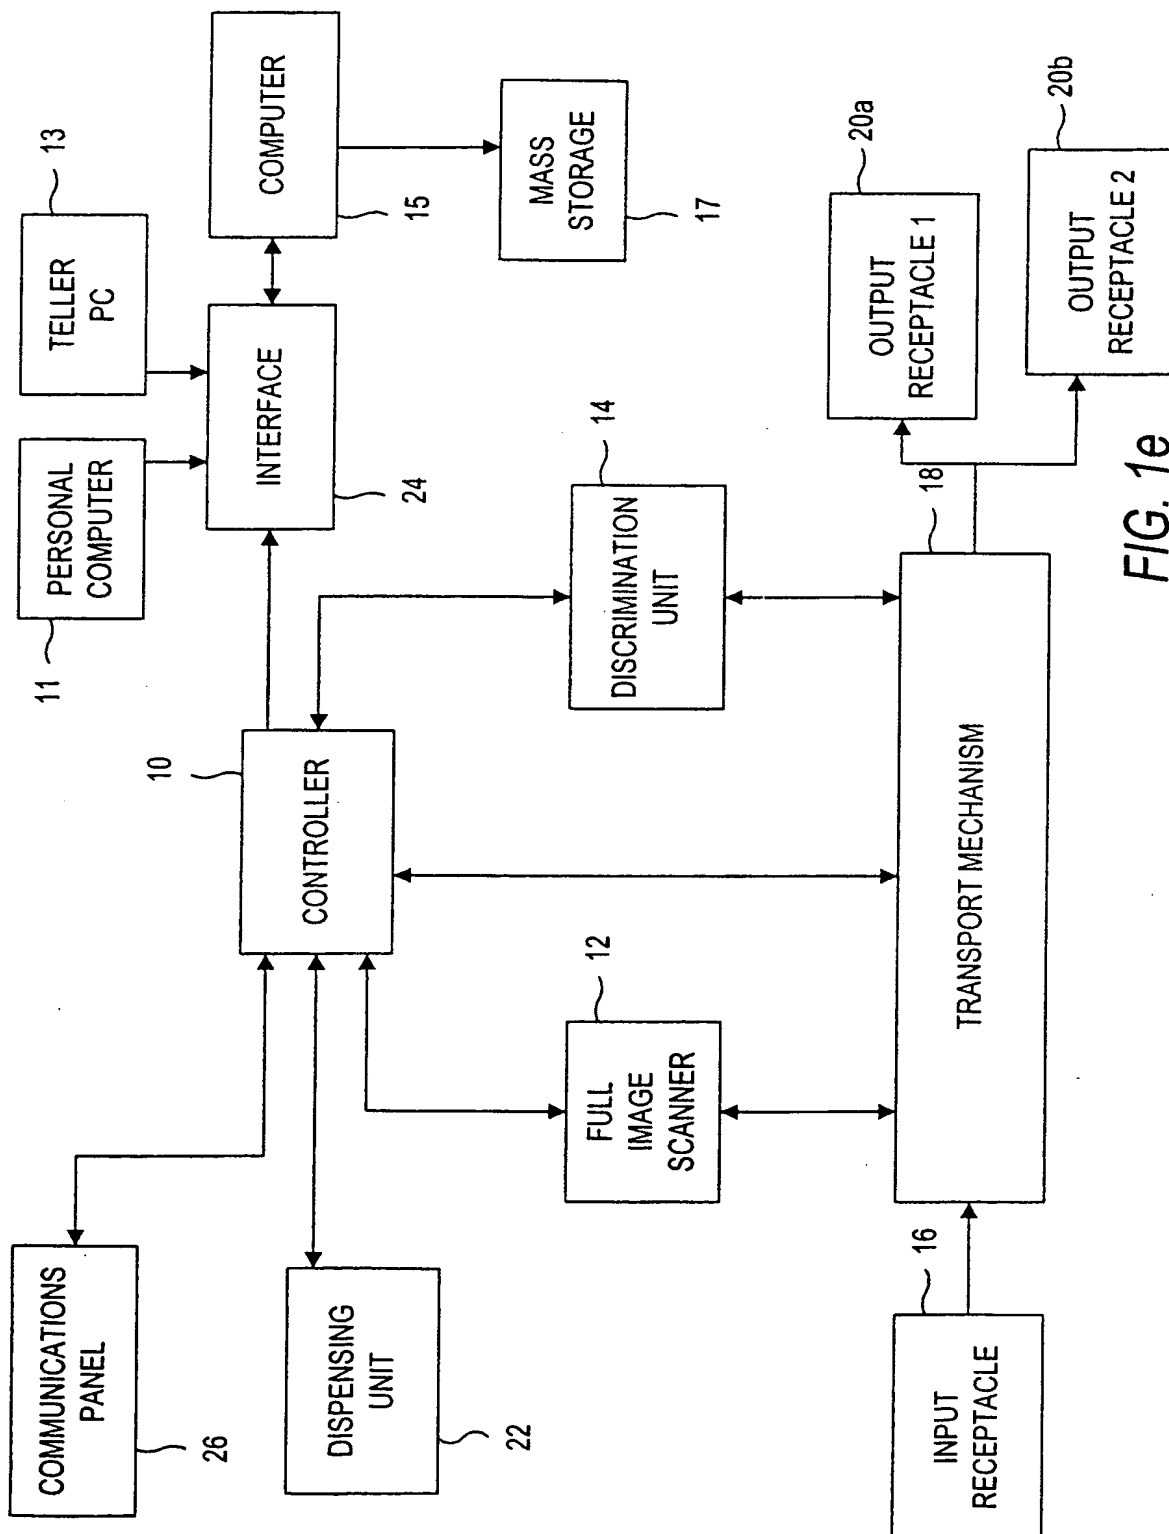 COMMUNICATIONS
PANEL
26
DISPENSING
UNIT
22
INPUT
RECEPTACLE
16
FULL
IMAGE
SCANNER
12
CONTROLLER
10
TRANSPORT MECHANISM
18
DISCRIMINATION
UNIT
14
PERSONAL
COMPUTER
11
TELLER
PC
13
INTERFACE
24
COMPUTER
15
MASS
STORAGE
17
OUTPUT
RECEPTACLE 1
20a
OUTPUT
RECEPTACLE 2
20b
FIG. 1e